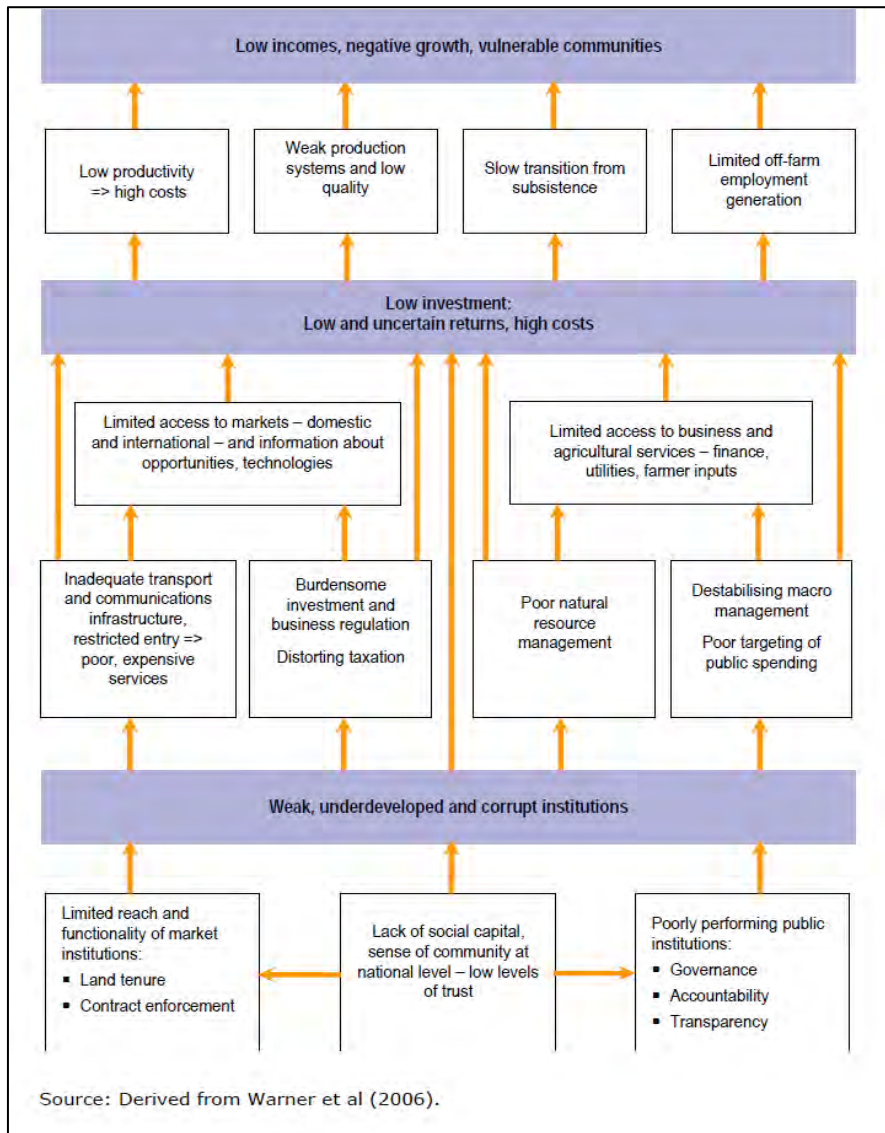 Low incomes, negative growth, vulnerable communities
Low productivity
=> high costs
Weak production
systems and low
quality
Slow transition from
subsistence
Limited off-farm
employment
generation
Low investment:
Low and uncertain returns, high costs
Limited access to markets – domestic
and international – and information about
opportunities, technologies
Limited access to business and
agricultural services – finance,
utilities, farmer inputs
Inadequate transport
and communications
infrastructure,
restricted entry =>
poor, expensive
services
Burdensome
investment and
business regulation
Distorting taxation
Poor natural
resource
management
Destabilising macro
management
Poor targeting of
public spending
Weak, underdeveloped and corrupt institutions
Limited reach and
functionality of market
institutions:
▪ Land tenure
▪ Contract enforcement
Lack of social capital,
sense of community at
national level – low levels
of trust
Poorly performing public
institutions:
▪ Governance
▪ Accountability
▪ Transparency
Source: Derived from Warner et al (2006).